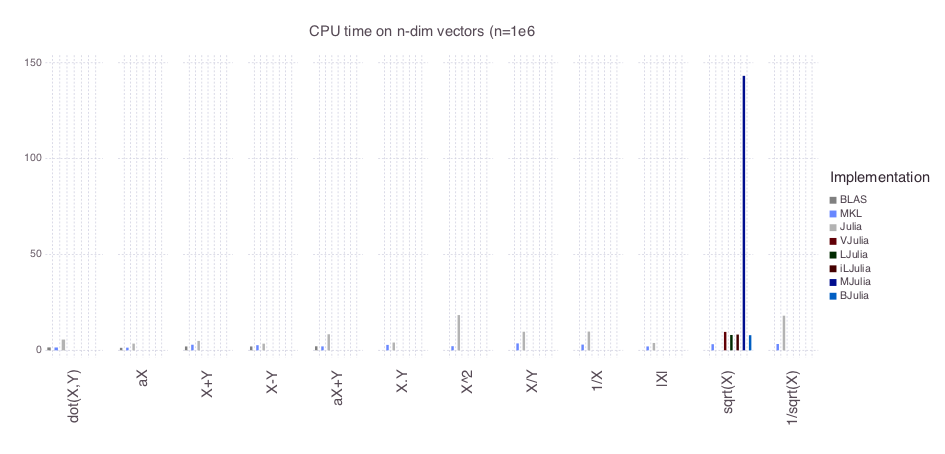 CPU time on n-dim vectors (n=1e6
150
100
50
0
dot(X,Y)
aX
X+Y
X-Y
aX+Y
X.Y
X^2
X/Y
1/X
|X|
sqrt(X)
1/sqrt(X)
Implementation
BLAS
MKL
Julia
VJulia
LJulia
iLJulia
MJulia
BJulia